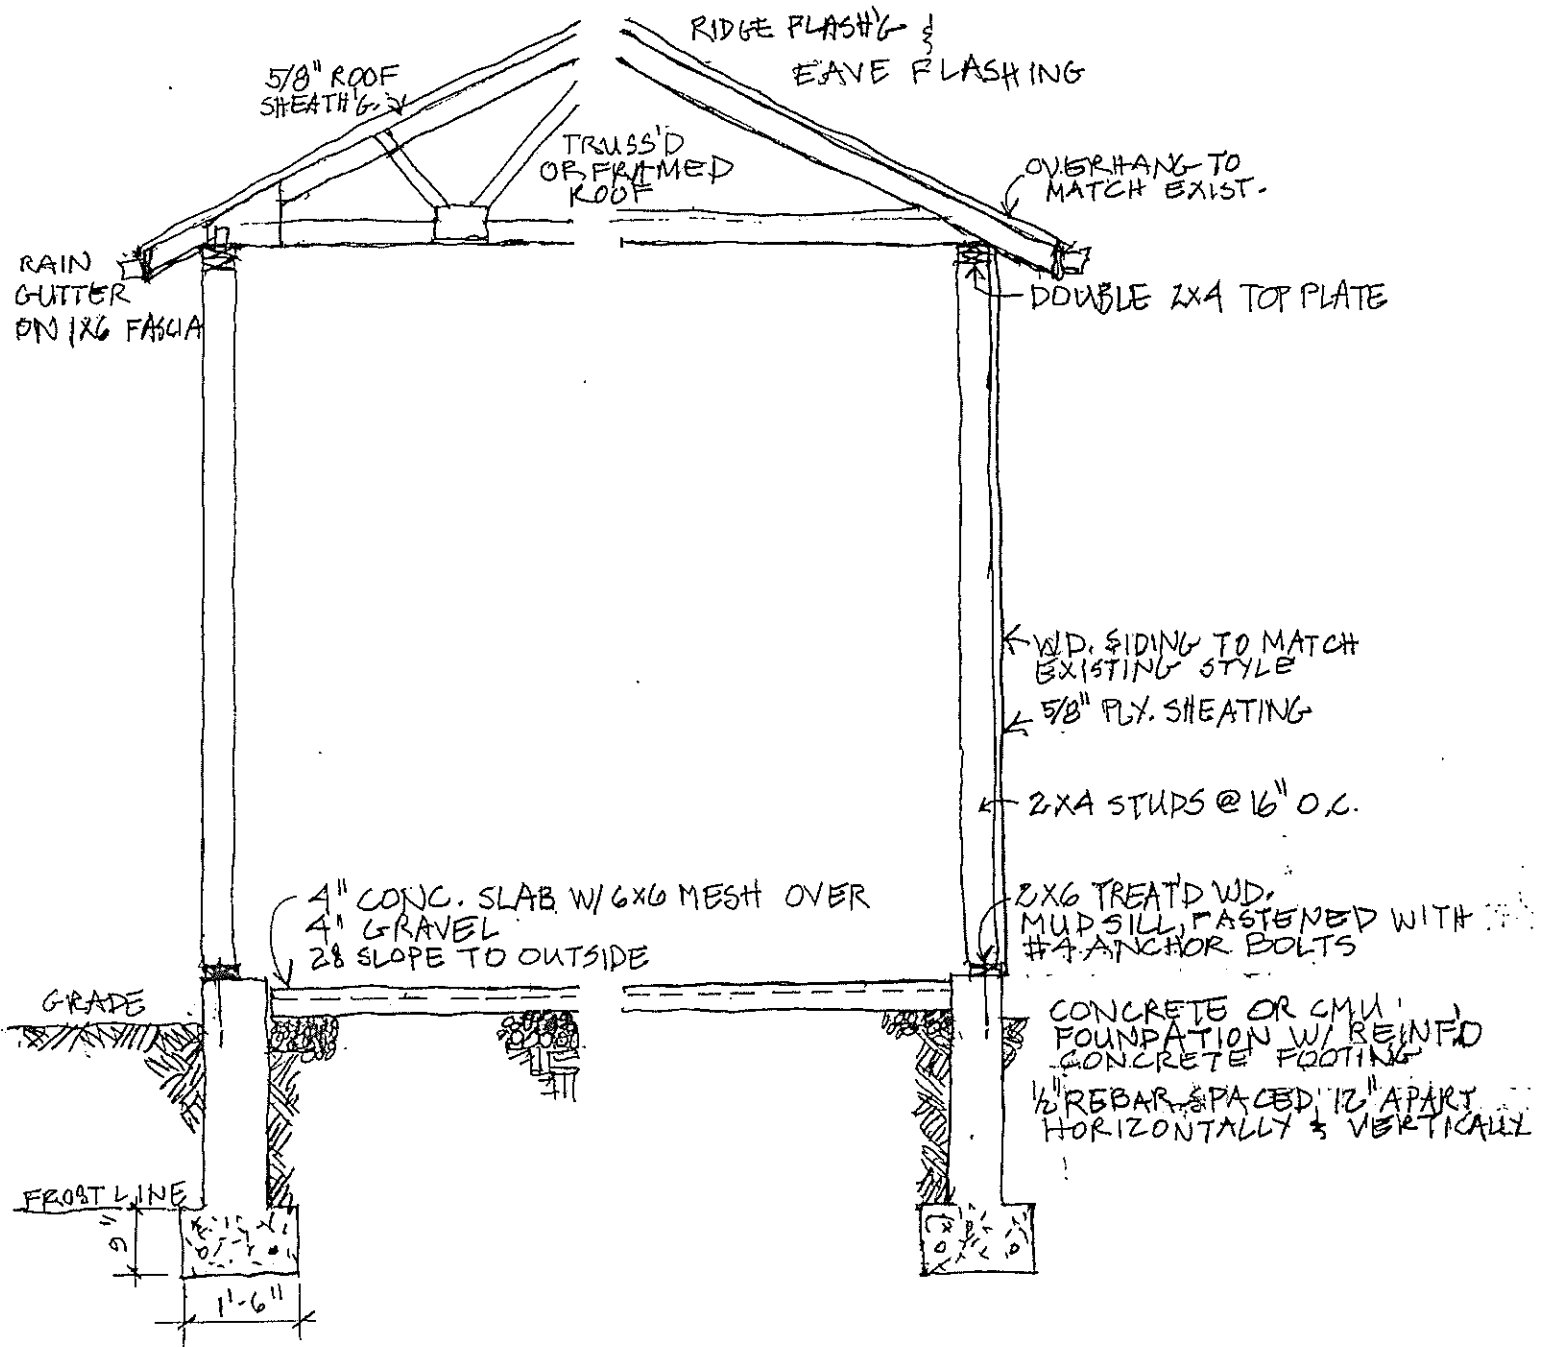 RIDGE FLASH'G &
EAVE FLASHING
5/8" ROOF
SHEATH'G.
TRUSS'D
OR FRAMED
ROOF
OVERHANG TO
MATCH EXIST.
RAIN
GUTTER
ON 1X6 FASCIA
DOUBLE 2X4 TOP PLATE
WD. SIDING TO MATCH
EXISTING STYLE
5/8" PLY. SHEATING
2X4 STUDS @ 16" O.C.
4" CONC. SLAB W/ 6X6 MESH OVER
4" GRAVEL
SLOPE TO OUTSIDE
2X6 TREAT'D WD.
MUD SILL, FASTENED WITH
#4 ANCHOR BOLTS
GRADE
CONCRETE OR CMU
FOUNDATION W/ REINF'D
CONCRETE FOOTING
1/2" REBAR SPACED 12" APART
HORIZONTALLY & VERTICALLY
FROST LINE
9"
1'-6"